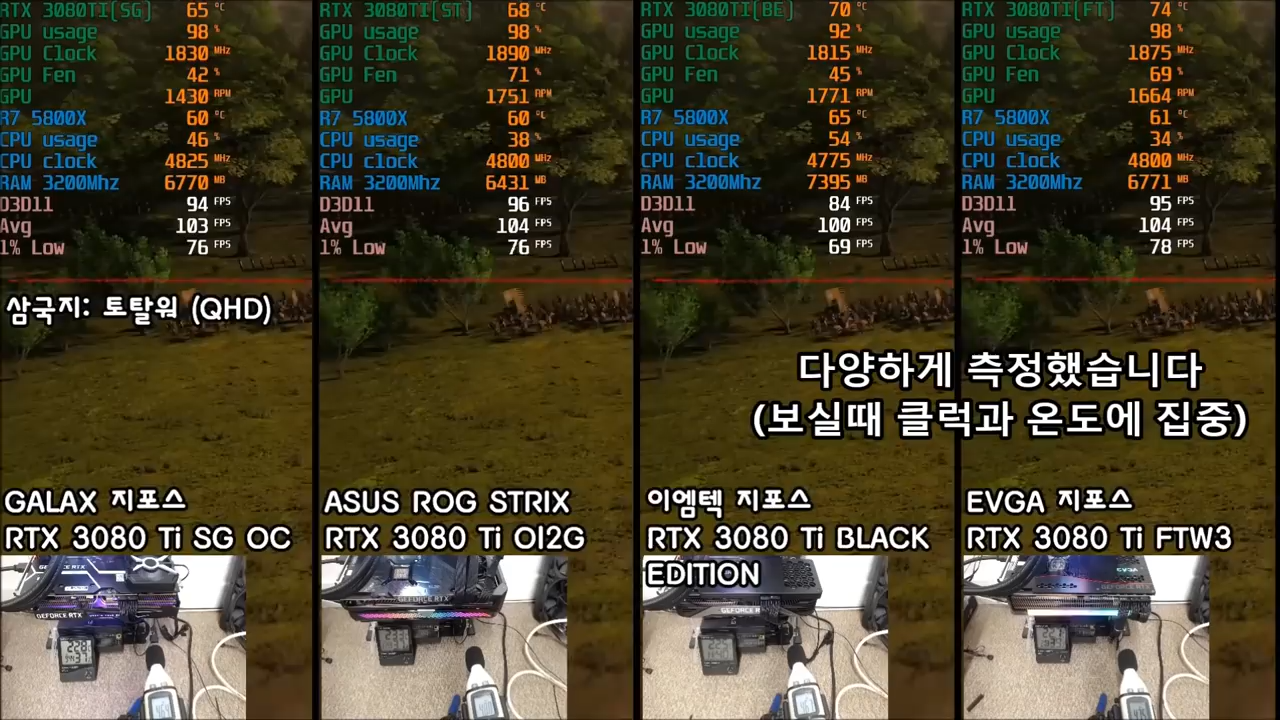 RTX 3080TI[SG] 65 °C
GPU usage 98 %
GPU Clock 1830 MHz
GPU Fen 42 %
GPU 1430 RPM
R7 5800X 60 °C
CPU usage 46 %
CPU clock 4825 MHz
RAM 3200Mhz 6770 MB
D3D11 94 FPS
Avg 103 FPS
1% Low 76 FPS
RTX 3080TI[ST] 68 °C
GPU usage 98 %
GPU Clock 1890 MHz
GPU Fen 71 %
GPU 1751 RPM
R7 5800X 60 °C
CPU usage 38 %
CPU clock 4800 MHz
RAM 3200Mhz 6431 MB
D3D11 96 FPS
Avg 104 FPS
1% Low 76 FPS
RTX 3080TI[BE] 70 °C
GPU usage 92 %
GPU Clock 1815 MHz
GPU Fen 45 %
GPU 1771 RPM
R7 5800X 65 °C
CPU usage 54 %
CPU clock 4775 MHz
RAM 3200Mhz 7395 MB
D3D11 84 FPS
Avg 100 FPS
1% Low 69 FPS
RTX 3080TI[FT] 74 °C
GPU usage 98 %
GPU Clock 1875 MHz
GPU Fen 69 %
GPU 1664 RPM
R7 5800X 61 °C
CPU usage 34 %
CPU clock 4800 MHz
RAM 3200Mhz 6771 MB
D3D11 95 FPS
Avg 104 FPS
1% Low 78 FPS
삼국지: 토탈워 (QHD)
다양하게 측정했습니다
(보실때 클럭과 온도에 집중)
GALAX 지포스
RTX 3080 Ti SG OC
ASUS ROG STRIX
RTX 3080 Ti O12G
이엠텍 지포스
RTX 3080 Ti BLACK
EDITION
EVGA 지포스
RTX 3080 Ti FTW3
GEFORCE RTX
GEFORCE RTX
GEFORCE RTX
GEFORCE
EVGA